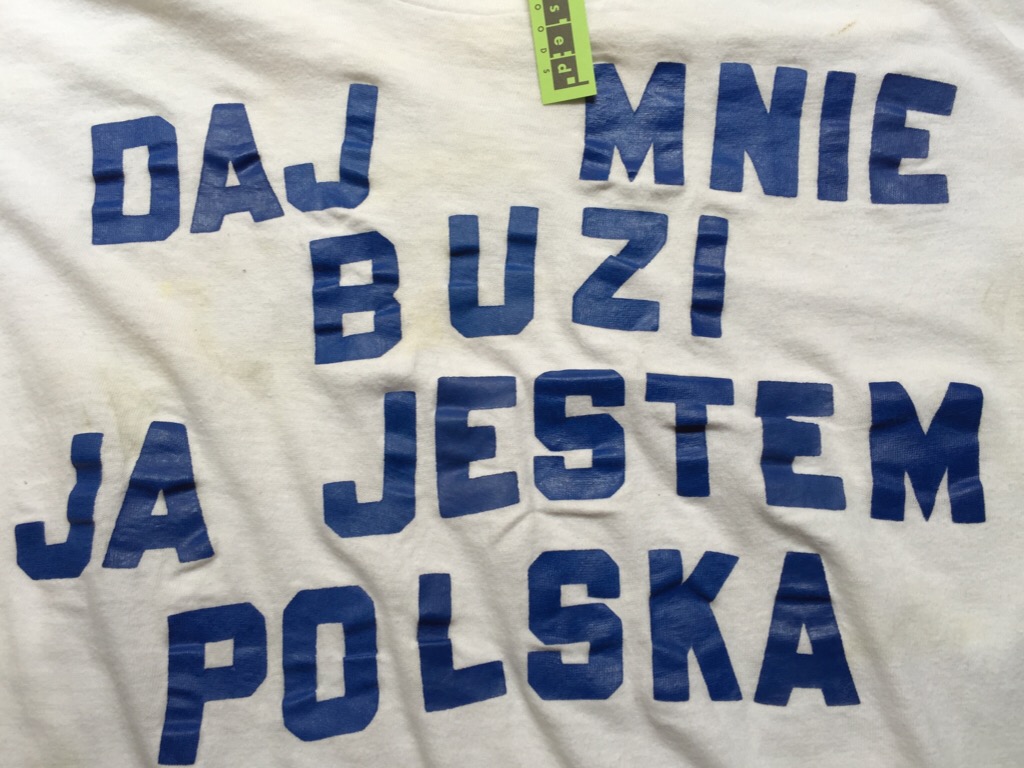 DAJ MNIE
BUZI
JA JESTEM
POLSKA